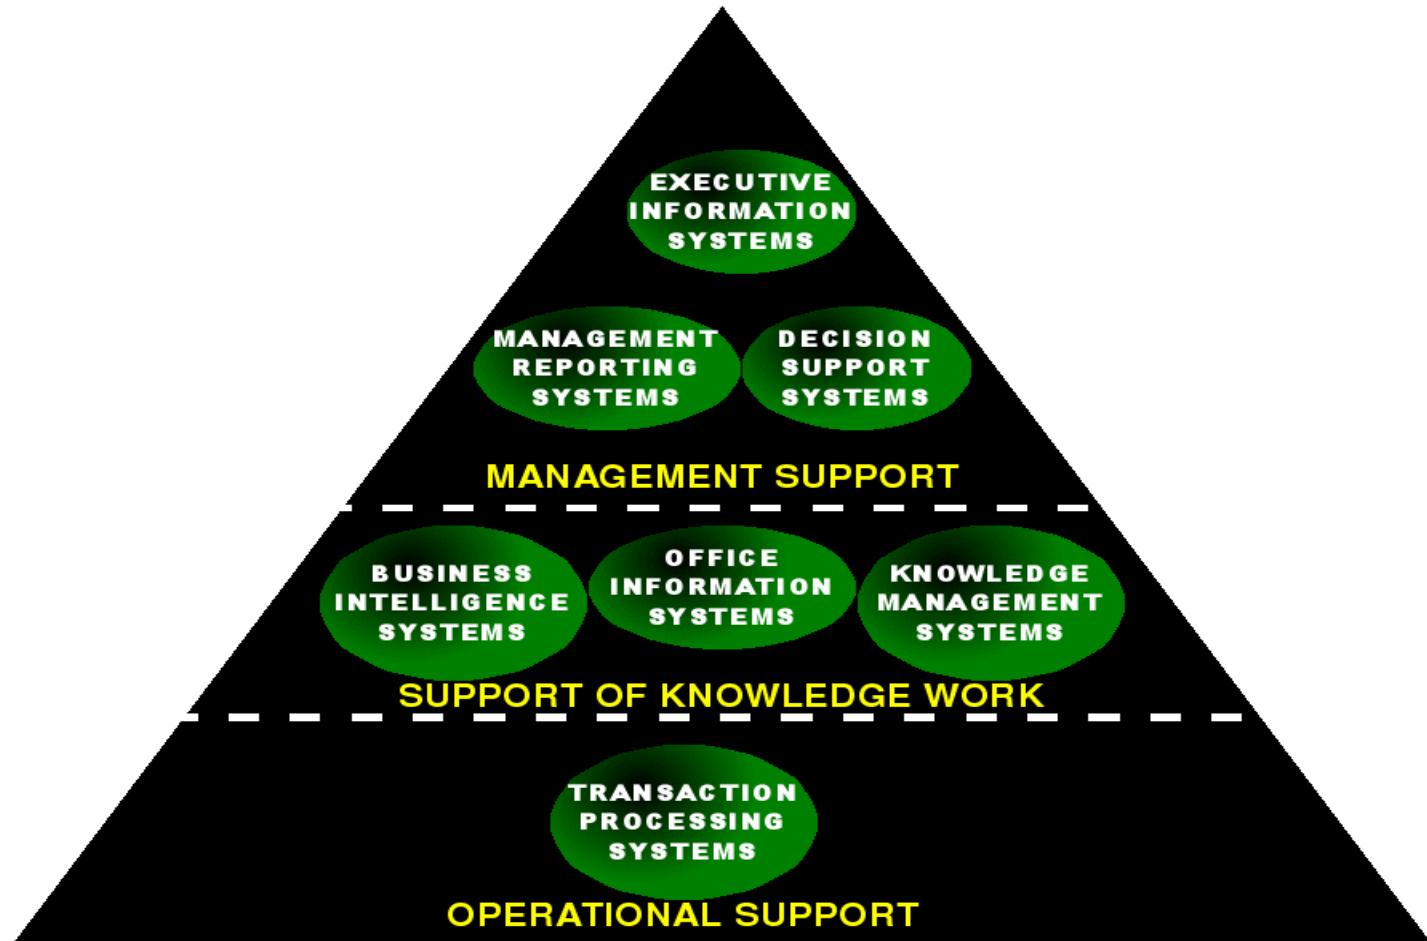 EXECUTIVE
INFORMATION
SYSTEMS
MANAGEMENT
REPORTING
SYSTEMS
DECISION
SUPPORT
SYSTEMS
MANAGEMENT SUPPORT
BUSINESS
INTELLIGENCE
SYSTEMS
OFFICE
INFORMATION
SYSTEMS
KNOWLEDGE
MANAGEMENT
SYSTEMS
SUPPORT OF KNOWLEDGE WORK
TRANSACTION
PROCESSING
SYSTEMS
OPERATIONAL SUPPORT